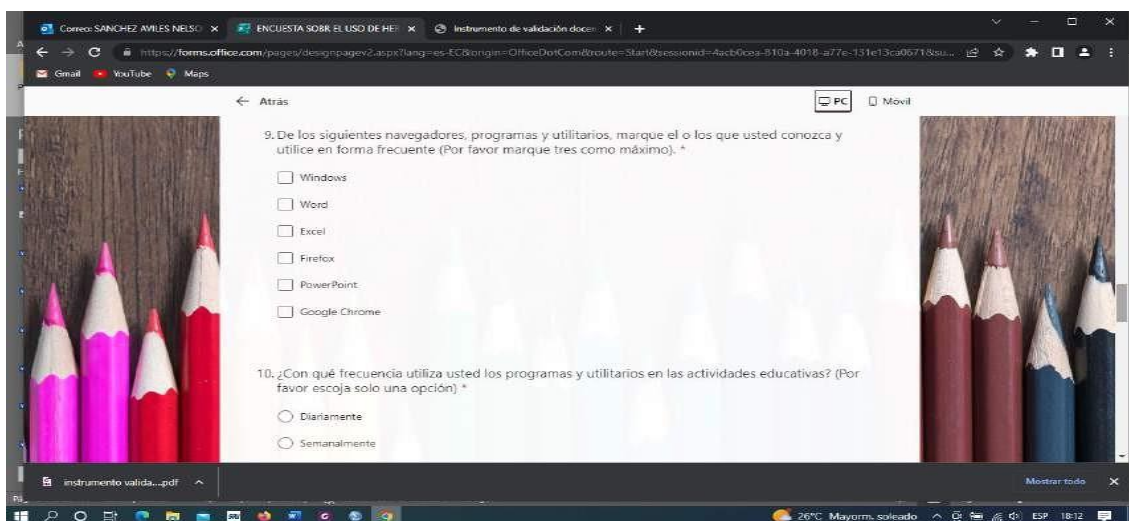 Correo: SANCHEZ AVILES NELSO
ENCUESTA SOBR EL USO DE HE
Instrumento de validación docen
https://forms.office.com/pages/designpagev2.aspx?lang=es-EC&origin=OfficeDotCom&route=Start&sessionid=4acb0cea-810a-4018-a77e-131e13ca0671&su...
Gmail YouTube Maps
Atrás
PC Móvil
9. De los siguientes navegadores, programas y utilitarios, marque el o los que usted conozca y
utilice en forma frecuente (Por favor marque tres como máximo). *
Windows
Word
Excel
Firefox
PowerPoint
Google Chrome
10. ¿Con qué frecuencia utiliza usted los programas y utilitarios en las actividades educativas? (Por
favor escoja solo una opción) *
Diariamente
Semanalmente
instrumento valida....pdf
Mostrar todo
26°C Mayorm. soleado ESP 18:12